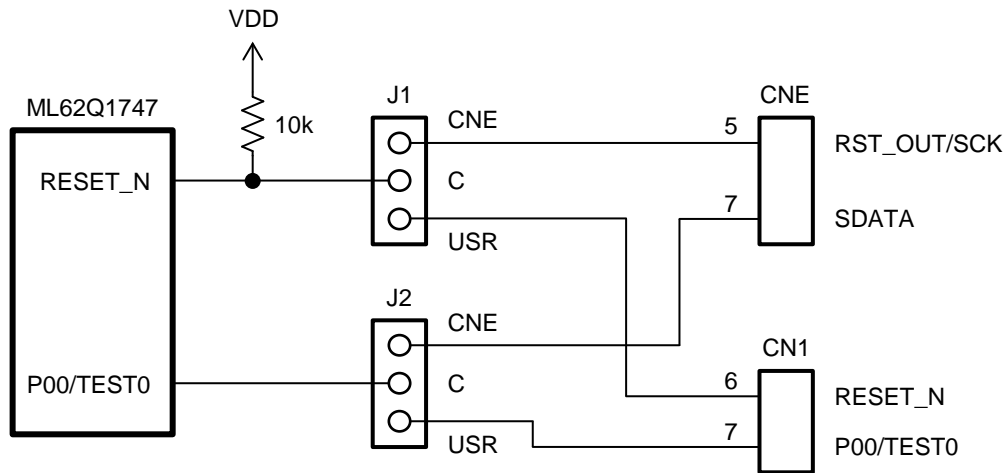 VDD
ML62Q1747
10k
J1
CNE
CNE
5
RST_OUT/SCK
RESET_N
C
7
SDATA
USR
J2
CNE
CN1
P00/TEST0
C
6
RESET_N
USR
7
P00/TEST0